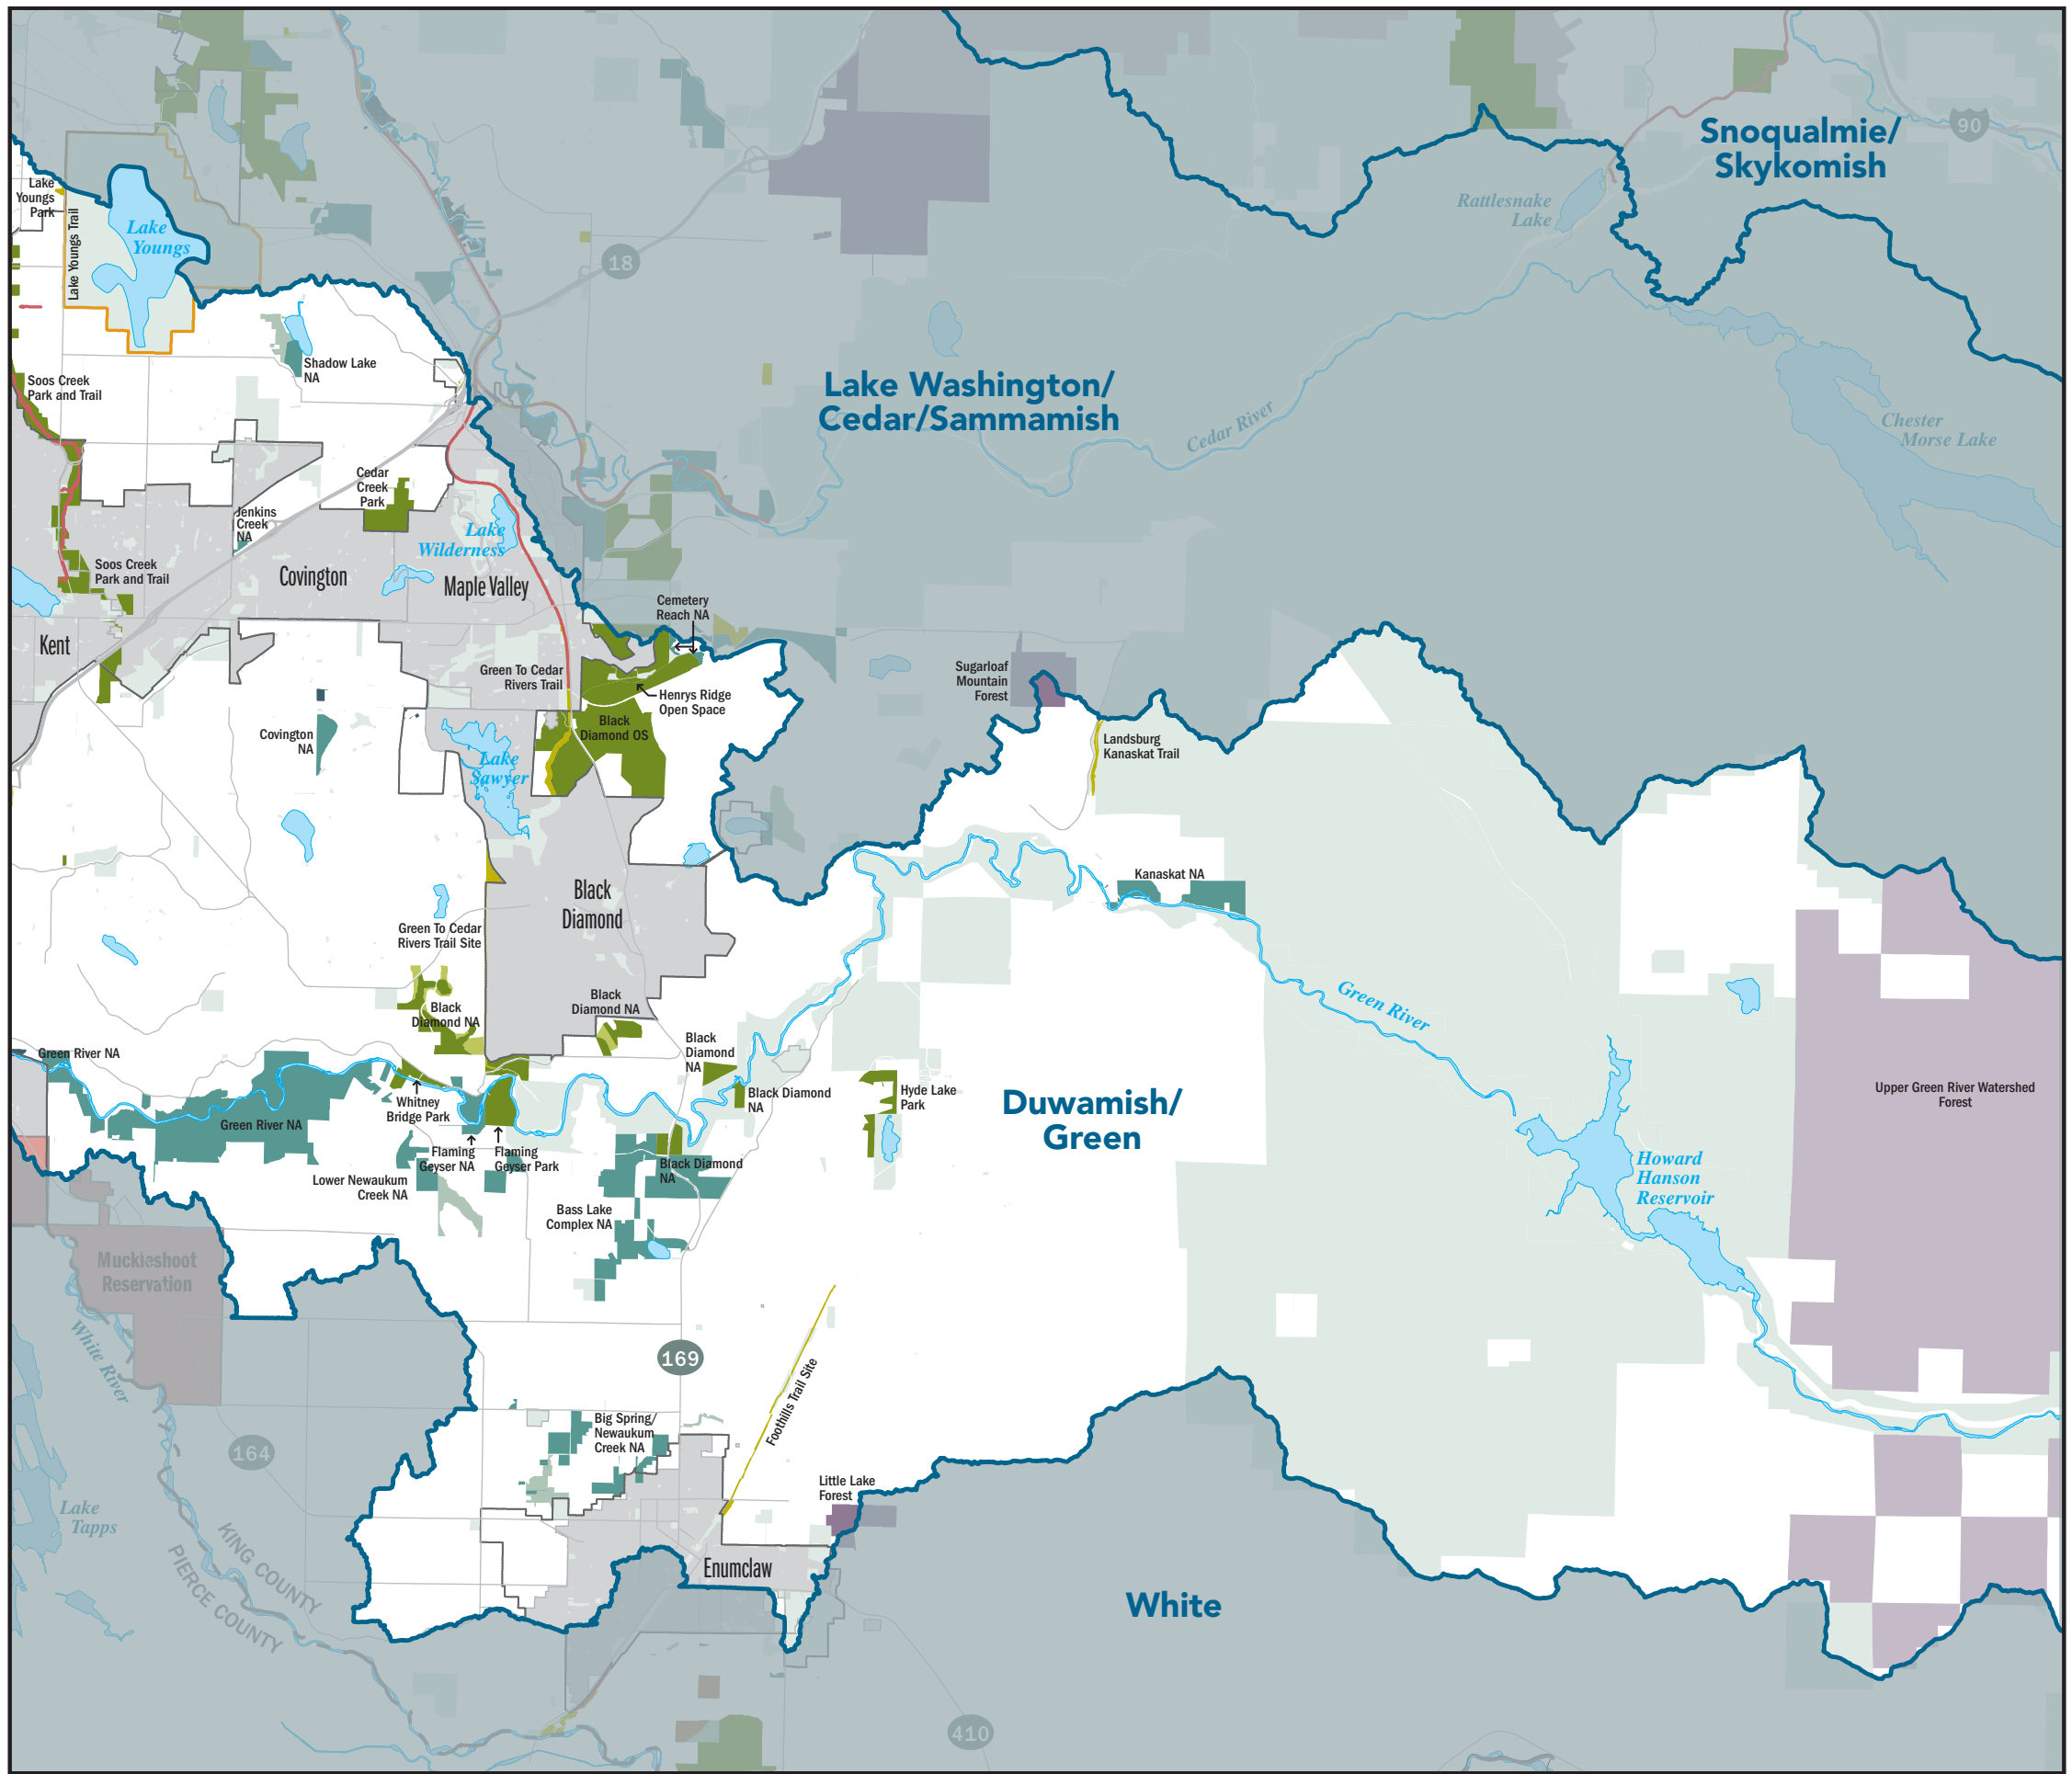 Snoqualmie/
Skykomish
90
Rattlesnake
Lake
Lake
Youngs
Park
Lake Youngs Trail
Lake
Youngs
18
Shadow Lake
NA
Soos Creek
Park and Trail
Lake Washington/
Cedar/Sammamish
Cedar River
Chester
Morse Lake
Cedar
Creek
Park
Jenkins
Creek
NA
Lake
Wilderness
Soos Creek
Park and Trail
Covington
Maple Valley
Cemetery
Reach NA
Kent
Green To Cedar
Rivers Trail
Henrys Ridge
Open Space
Sugarloaf
Mountain
Forest
Black
Diamond OS
Covington
NA
Lake
Sawyer
Landsburg
Kanaskat Trail
Kanaskat NA
Black
Diamond
Green To Cedar
Rivers Trail Site
Green River
Black
Diamond NA
Black
Diamond NA
Black
Diamond
NA
Green River NA
Black Diamond
NA
Hyde Lake
Park
Upper Green River Watershed
Forest
Whitney
Bridge Park
Duwamish/
Green
Green River NA
Flaming
Geyser NA
Flaming
Geyser Park
Black Diamond
NA
Howard
Hanson
Reservoir
Lower Newaukum
Creek NA
Bass Lake
Complex NA
Muckleshoot
Reservation
White River
169
Foothills Trail Site
Big Spring/
Newaukum
Creek NA
164
Little Lake
Forest
Lake
Tapps
KING COUNTY
PIERCE COUNTY
Enumclaw
White
410